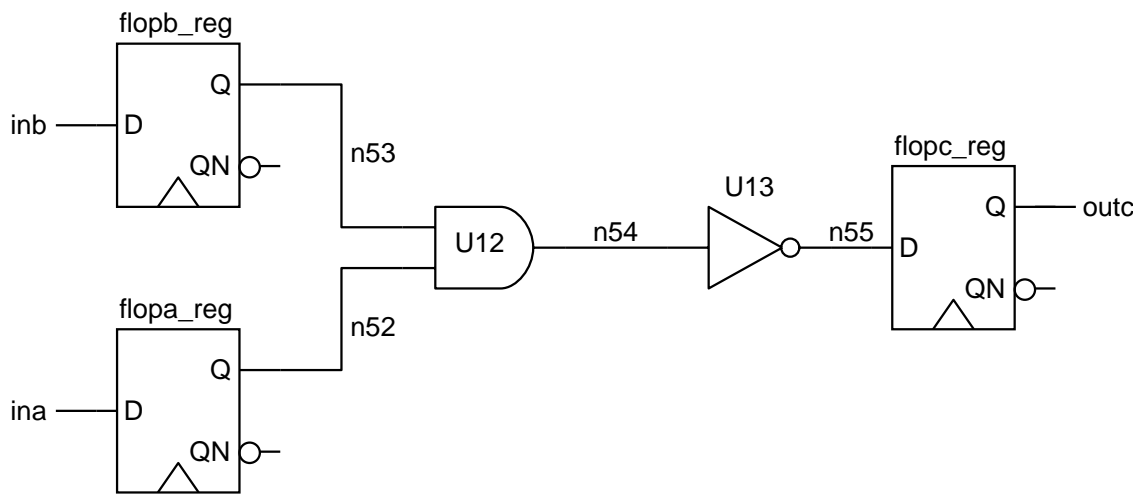 flopb_reg
Q
inb
D
QN
n53
flopc_reg
U13
Q
outc
U12
n54
n55
D
QN
flopa_reg
n52
Q
ina
D
QN